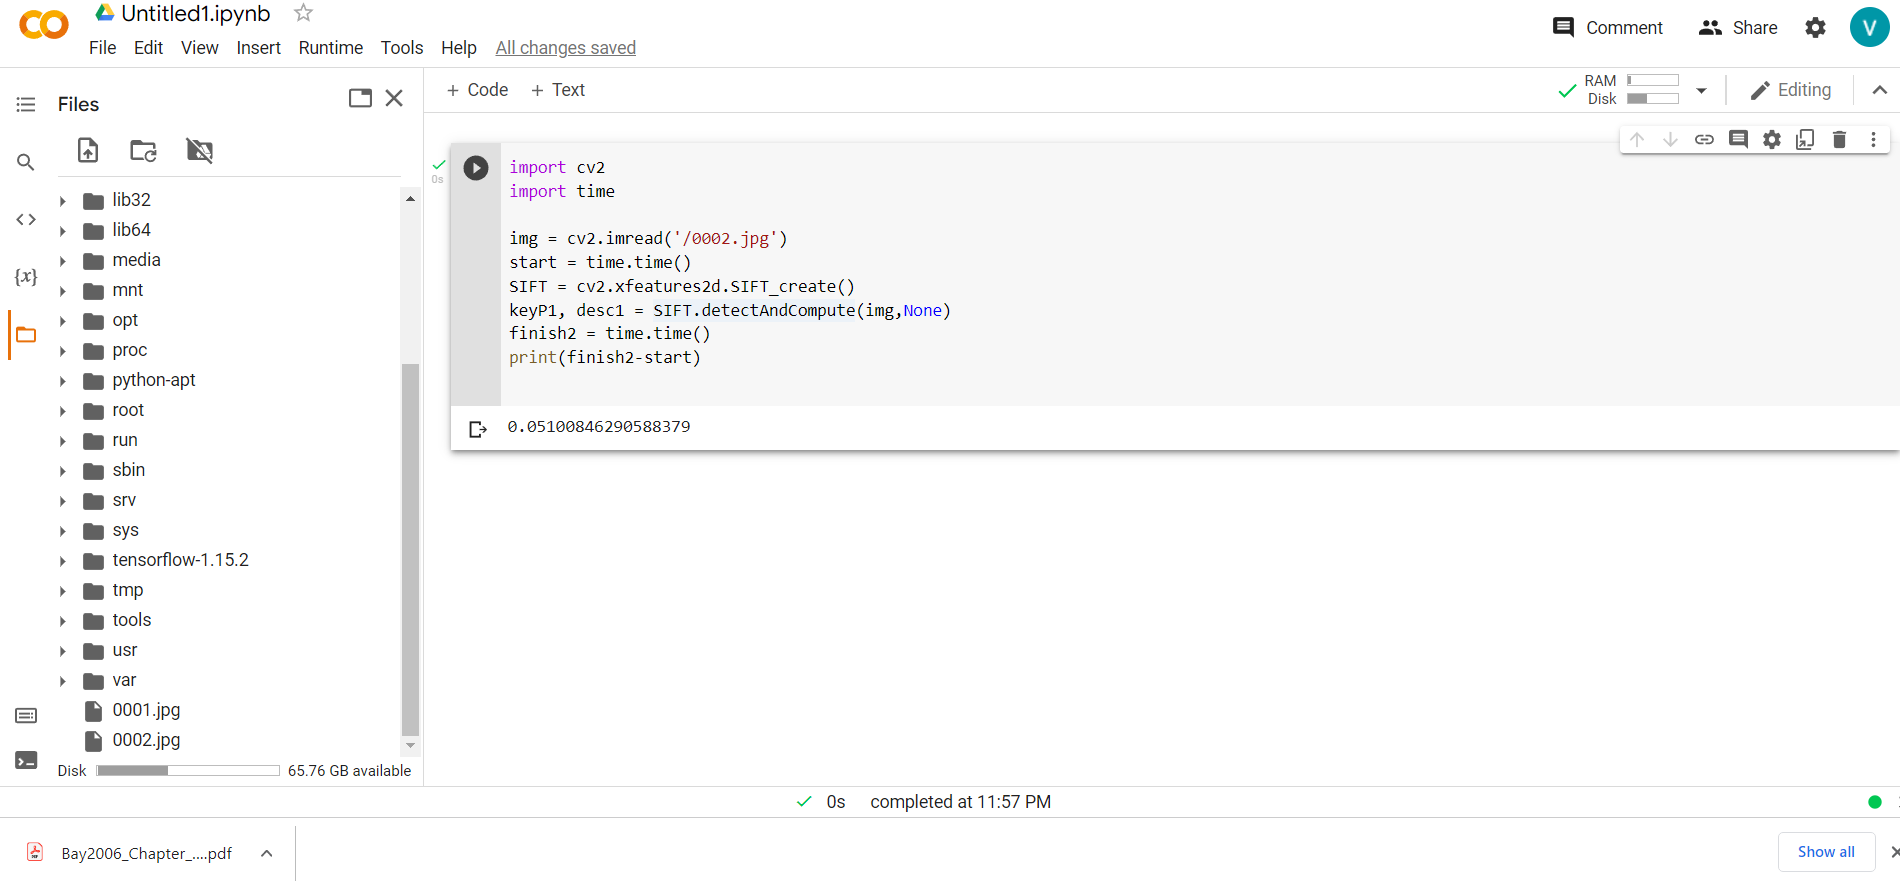 Untitled1.ipynb
File Edit View Insert Runtime Tools Help All changes saved
Comment Share V
Files
+ Code + Text
RAM
Disk
Editing
lib32
lib64
media
mnt
opt
proc
python-apt
root
run
sbin
srv
sys
tensorflow-1.15.2
tmp
tools
usr
var
0001.jpg
0002.jpg
Disk 65.76 GB available
{x}
0s
import cv2
import time
img = cv2.imread('/0002.jpg')
start = time.time()
SIFT = cv2.xfeatures2d.SIFT_create()
keyP1, desc1 = SIFT.detectAndCompute(img,None)
finish2 = time.time()
print(finish2-start)
0.05100846290588379
0s completed at 11:57 PM
Bay2006_Chapter_....pdf
Show all